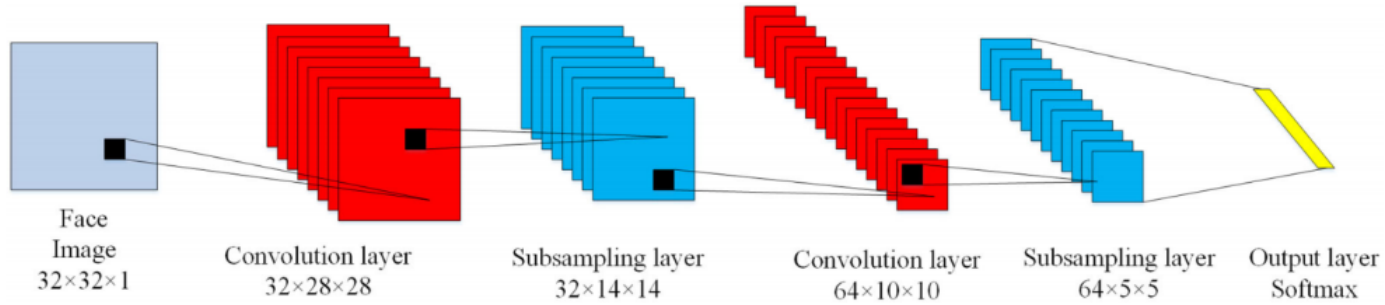 Face
Image
32×32×1
Convolution layer
32×28×28
Subsampling layer
32×14×14
Convolution layer
64×10×10
Subsampling layer
64×5×5
Output layer
Softmax